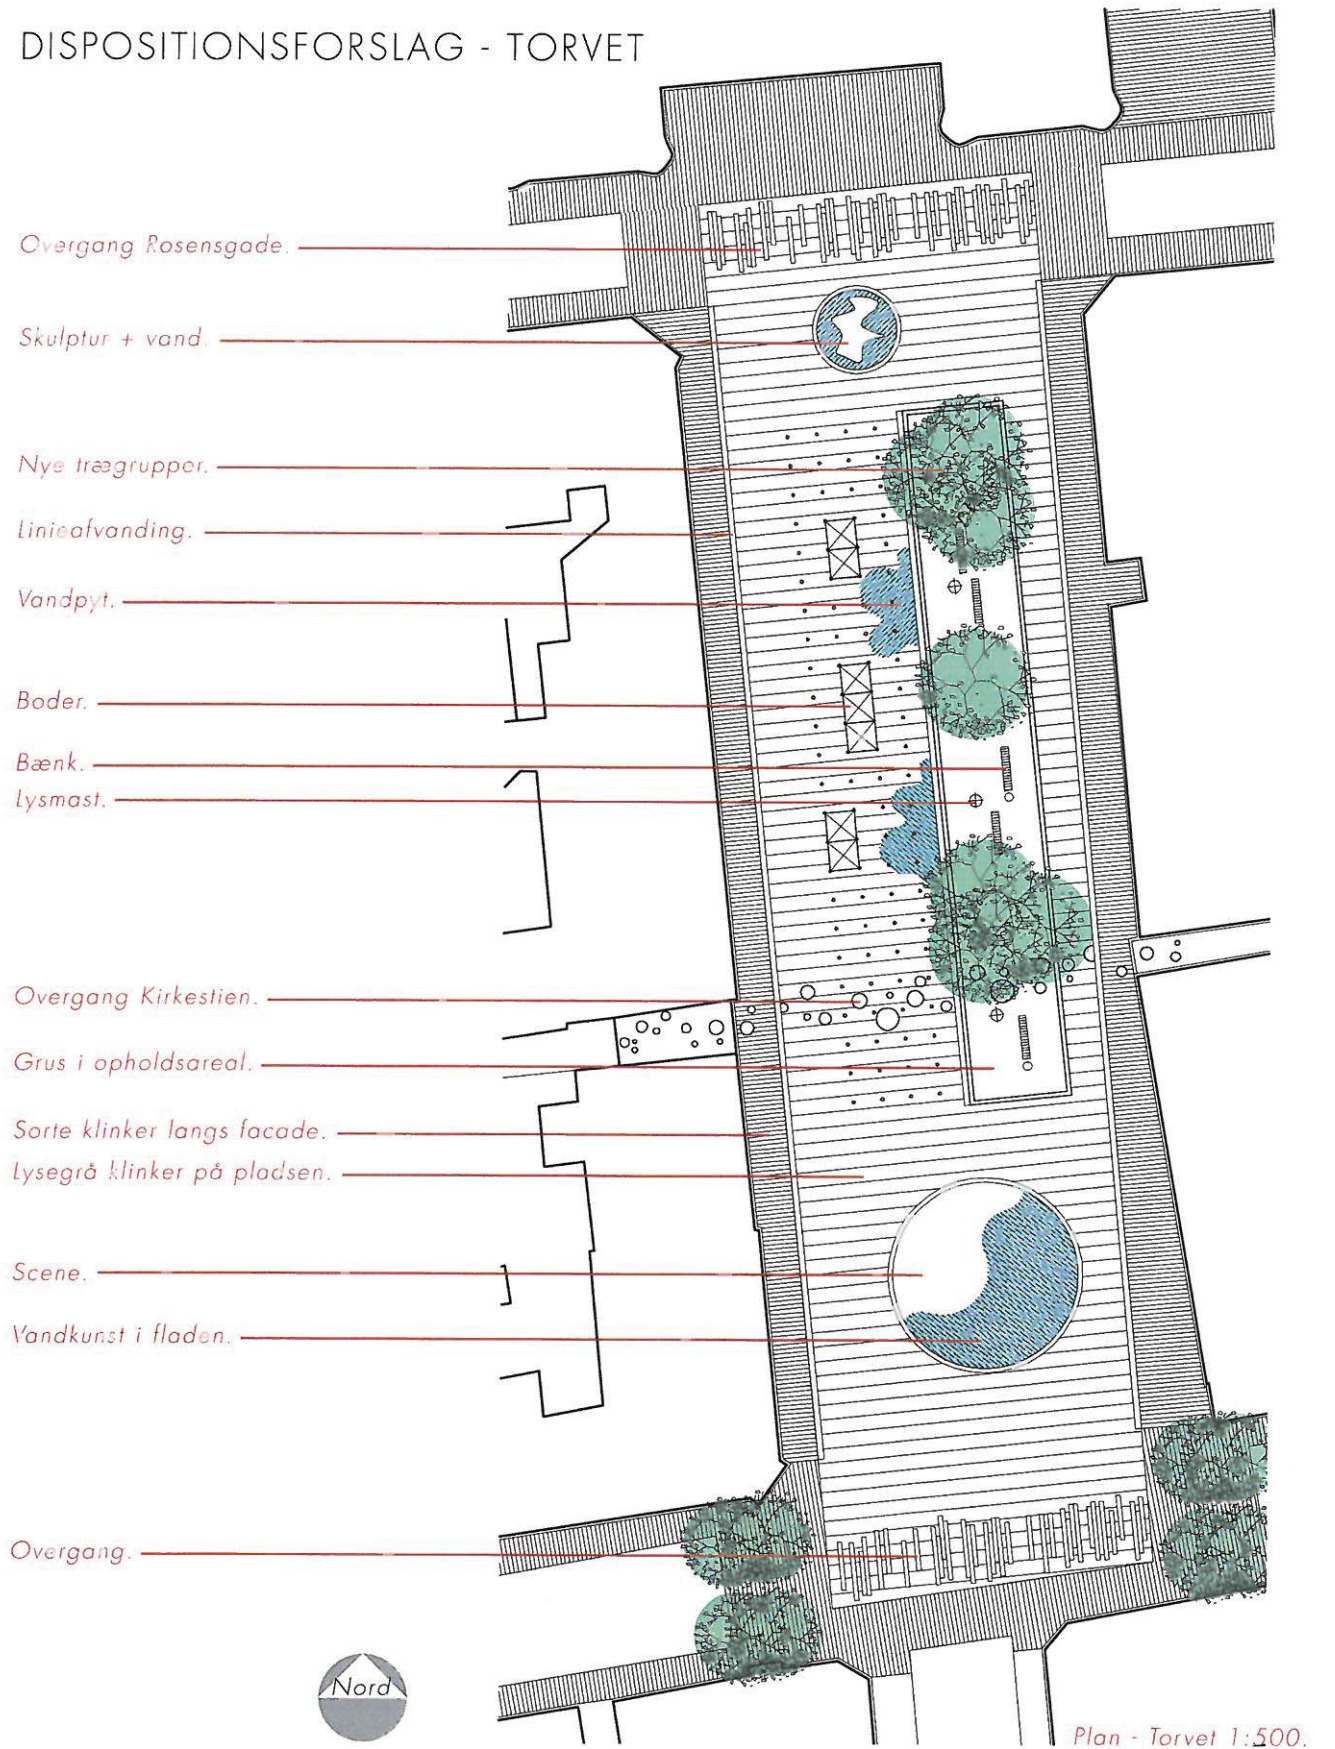 DISPOSITIONSFORSLAG - TORVET
Overgang Rosensgade.
Skulptur + vand.
Nye trægrupper.
Linieafvanding.
Vandpyt.
Boder.
Bænk.
Lysmast.
Overgang Kirkestien.
Grus i opholdsareal.
Sorte klinker langs facade.
Lysegrå klinker på pladsen.
Scene.
Vandkunst i fladen.
Overgang.
Nord
Plan - Torvet 1:500.